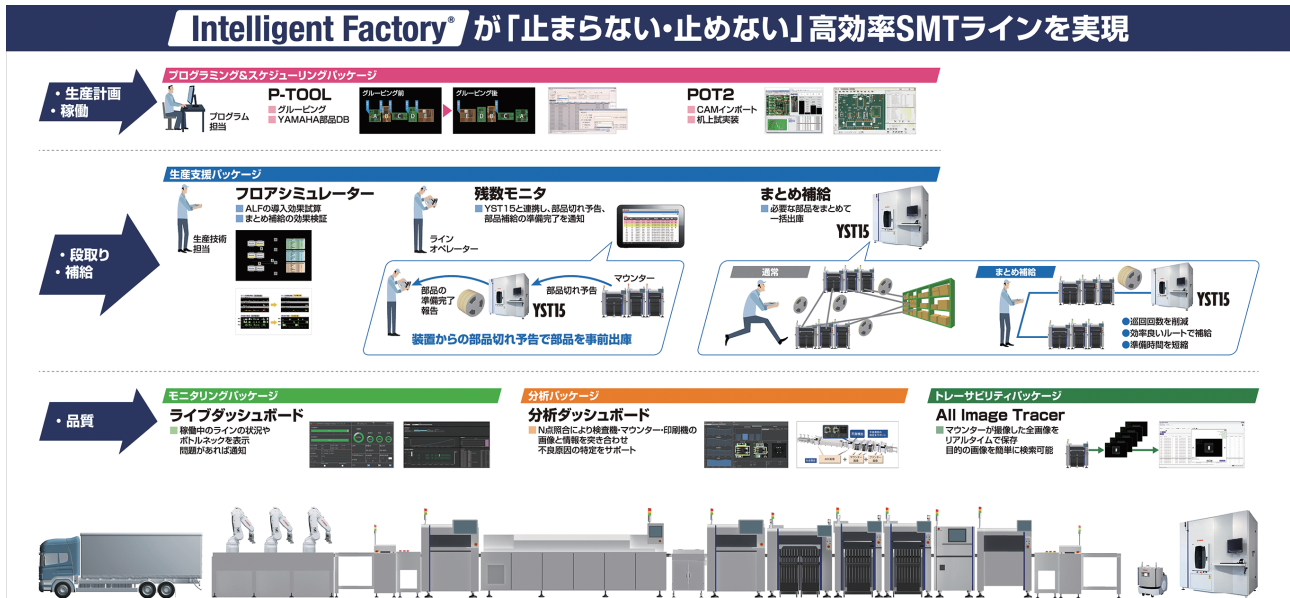 Intelligent Factory® が「止まらない・止めない」高効率SMTラインを実現
・生産計画
・稼働
プログラミング&スケジューリングパッケージ
プログラム
担当
P-TOOL
グルーピング
YAMAHA部品DB
グルーピング前
グルーピング後
POT2
CAMインポート
机上試実装
・段取り
・補給
生産支援パッケージ
生産技術
担当
フロアシミュレーター
ALFの導入効果試算
まとめ補給の効果検証
ライン
オペレーター
残数モニタ
YST15と連携し、部品切れ予告、
部品補給の準備完了を通知
まとめ補給
必要な部品をまとめて
一括出庫
YST15
部品の
準備完了
報告
YST15
部品切れ予告
マウンター
装置からの部品切れ予告で部品を事前出庫
通常
まとめ補給
YST15
●巡回回数を削減
●効率良いルートで補給
●準備時間を短縮
・品質
モニタリングパッケージ
ライブダッシュボード
稼働中のラインの状況や
ボトルネックを表示
問題があれば通知
分析パッケージ
分析ダッシュボード
N点照合により検査機・マウンター・印刷機の
画像と情報を突き合わせ
不良原因の特定をサポート
トレーサビリティパッケージ
All Image Tracer
マウンターが撮像した全画像を
リアルタイムで保存
目的の画像を簡単に検索可能